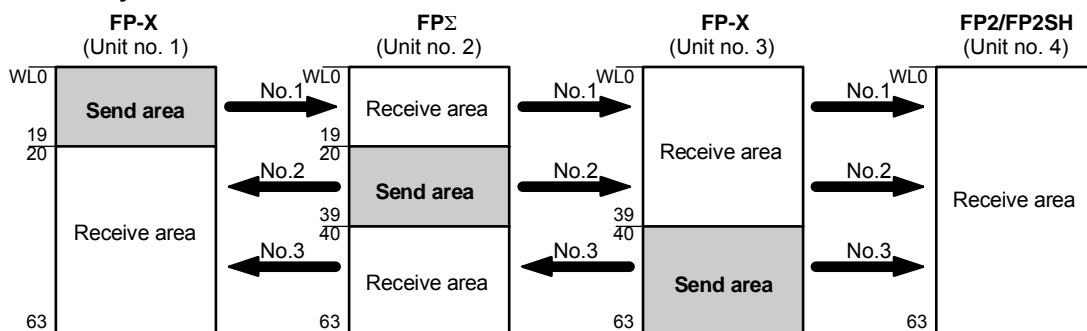 FP-X
(Unit no. 1)
FPΣ
(Unit no. 2)
FP-X
(Unit no. 3)
FP2/FP2SH
(Unit no. 4)
WL0
Send area
19
20
Receive area
63
No.1
No.2
No.3
WL0
Receive area
19
20
Send area
39
40
Receive area
63
No.1
No.2
No.3
WL0
Receive area
39
40
Send area
63
No.1
No.2
No.3
WL0
Receive area
63